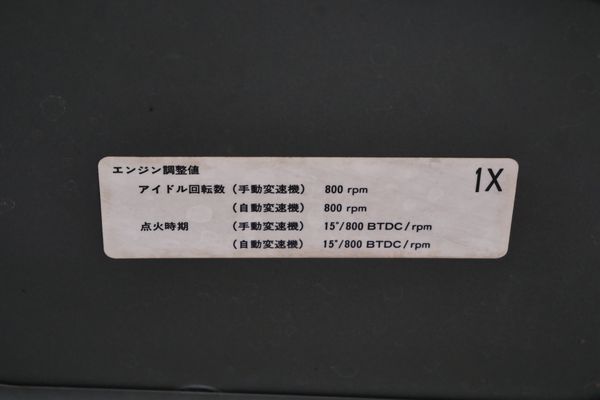 エンジン調整値
1X
アイドル回転数 (手動変速機) 800 rpm
(自動変速機) 800 rpm
点火時期 (手動変速機) 15°/800 BTDC/rpm
(自動変速機) 15°/800 BTDC/rpm